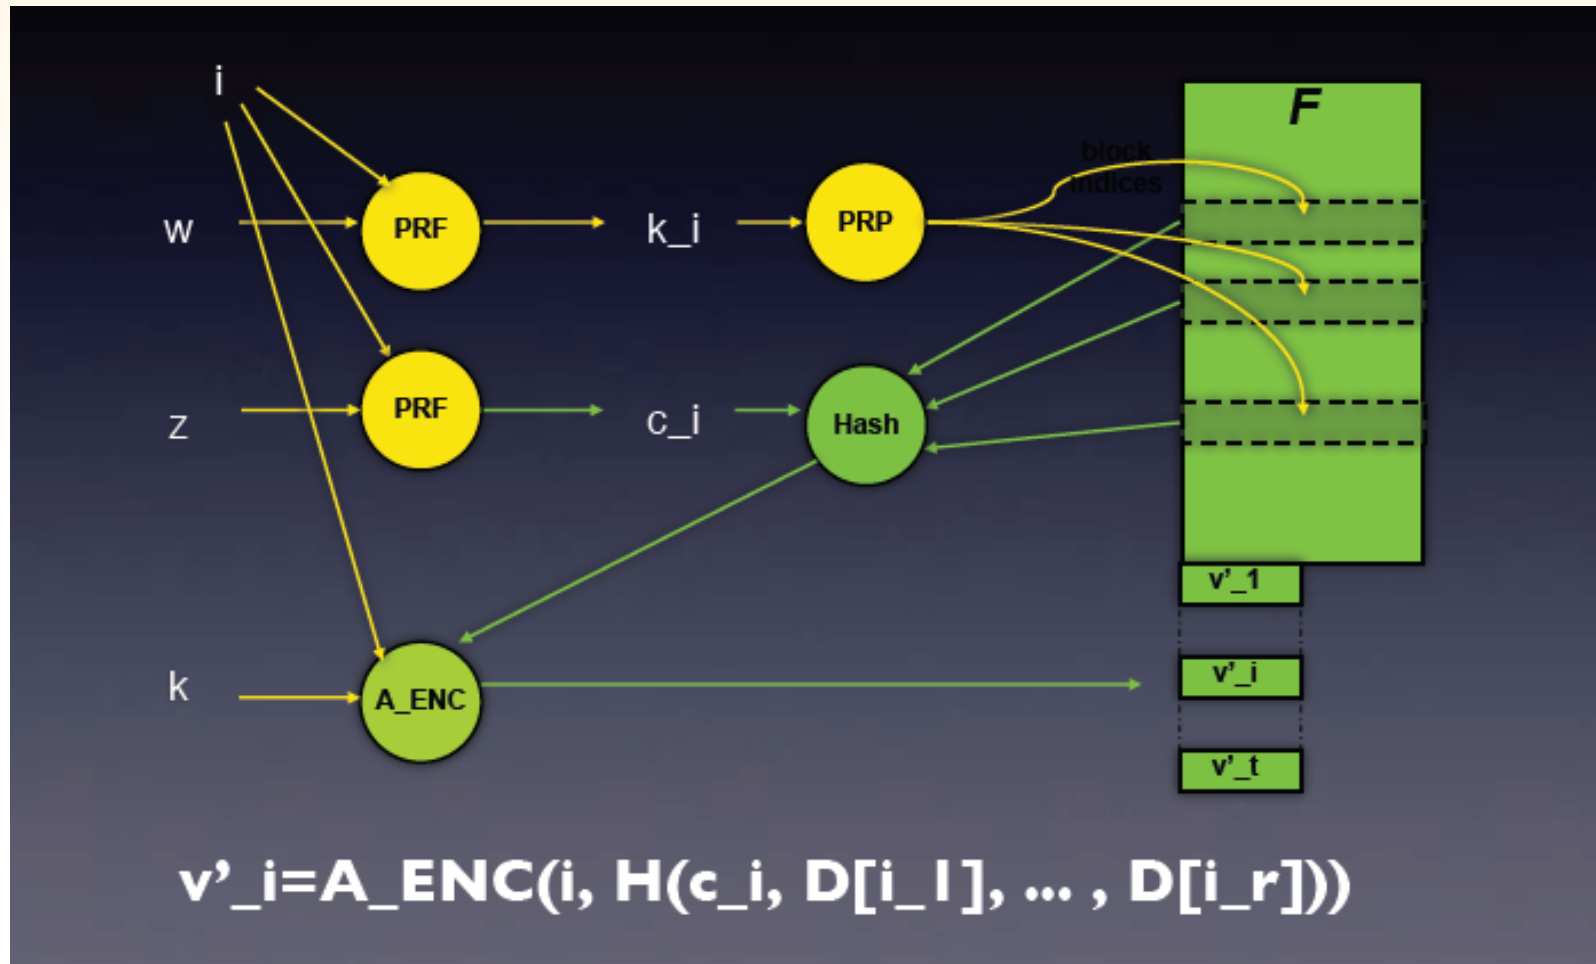 i
F
block
indices
w
PRF
k_i
PRP
z
PRF
c_i
Hash
v'_1
k
A_ENC
v'_i
v'_t
v'_i=A_ENC(i, H(c_i, D[i_1], ... , D[i_r]))